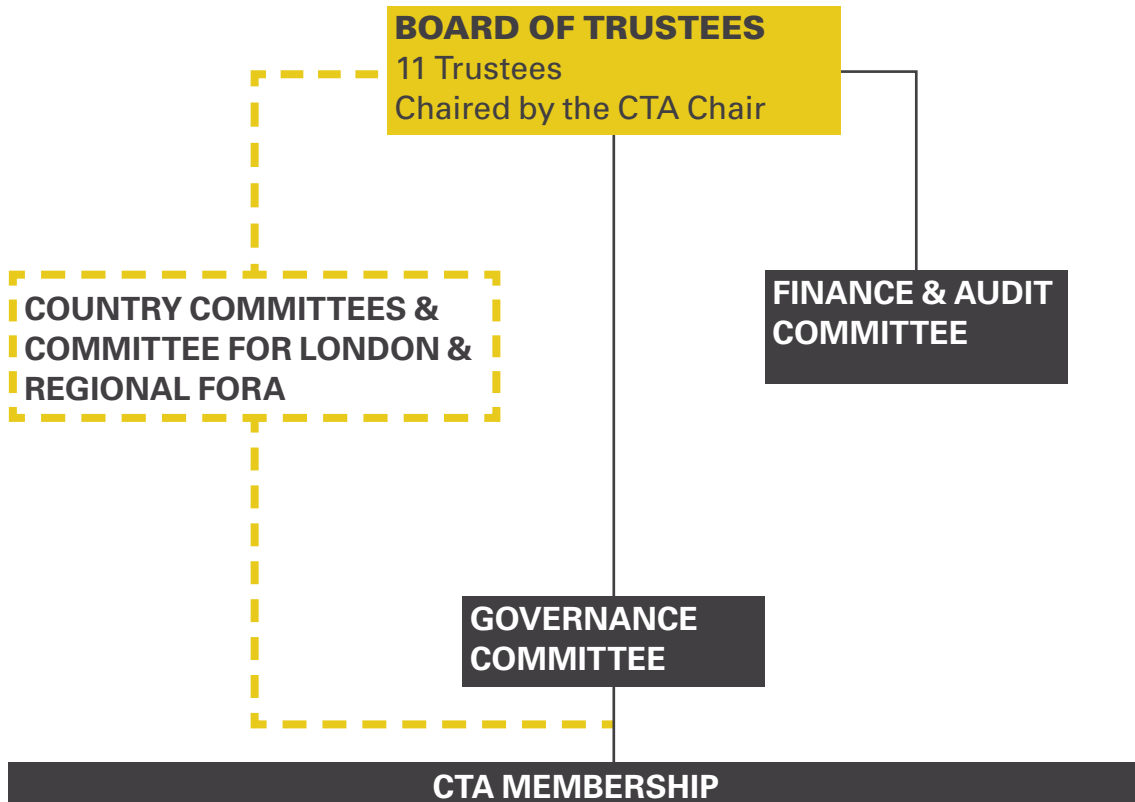 BOARD OF TRUSTEES
11 Trustees
Chaired by the CTA Chair
COUNTRY COMMITTEES &
COMMITTEE FOR LONDON &
REGIONAL FORA
FINANCE & AUDIT
COMMITTEE
GOVERNANCE
COMMITTEE
CTA MEMBERSHIP